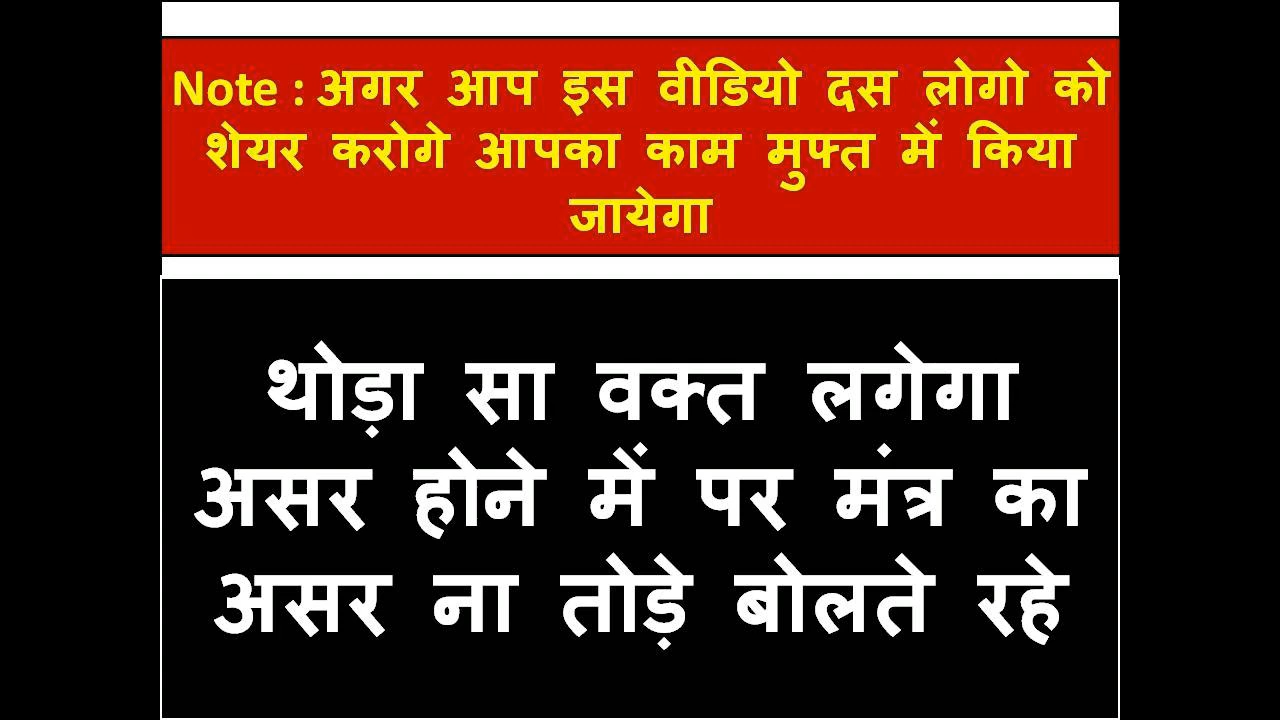 Note : अगर आप इस वीडियो दस लोगो को
शेयर करोगे आपका काम मुफ्त में किया
जायेगा
थोड़ा सा वक्त लगेगा
असर होने में पर मंत्र का
असर ना तोड़े बोलते रहे